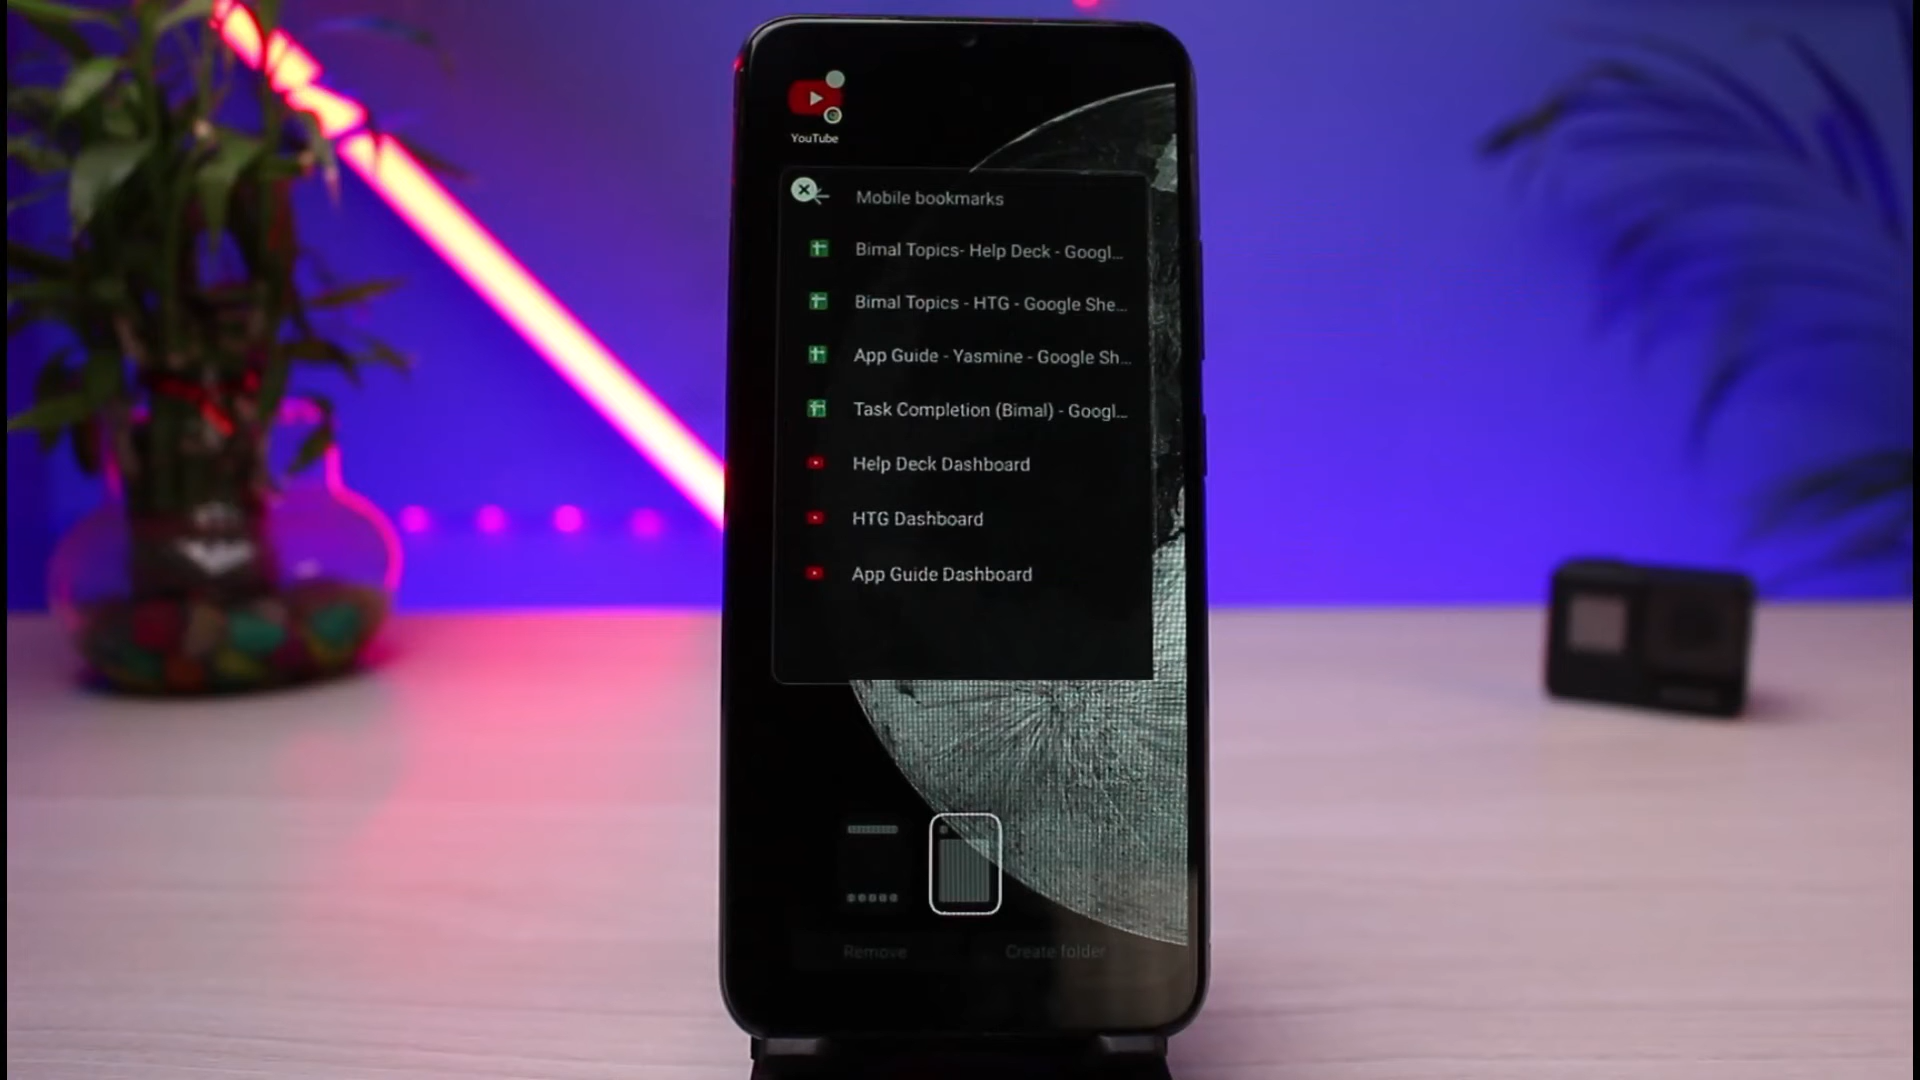 YouTube
Mobile bookmarks
Bimal Topics- Help Deck - Googl...
Bimal Topics - HTG - Google She...
App Guide - Yasmine - Google Sh...
Task Completion (Bimal) - Googl...
Help Deck Dashboard
HTG Dashboard
App Guide Dashboard
Remove
Create folder